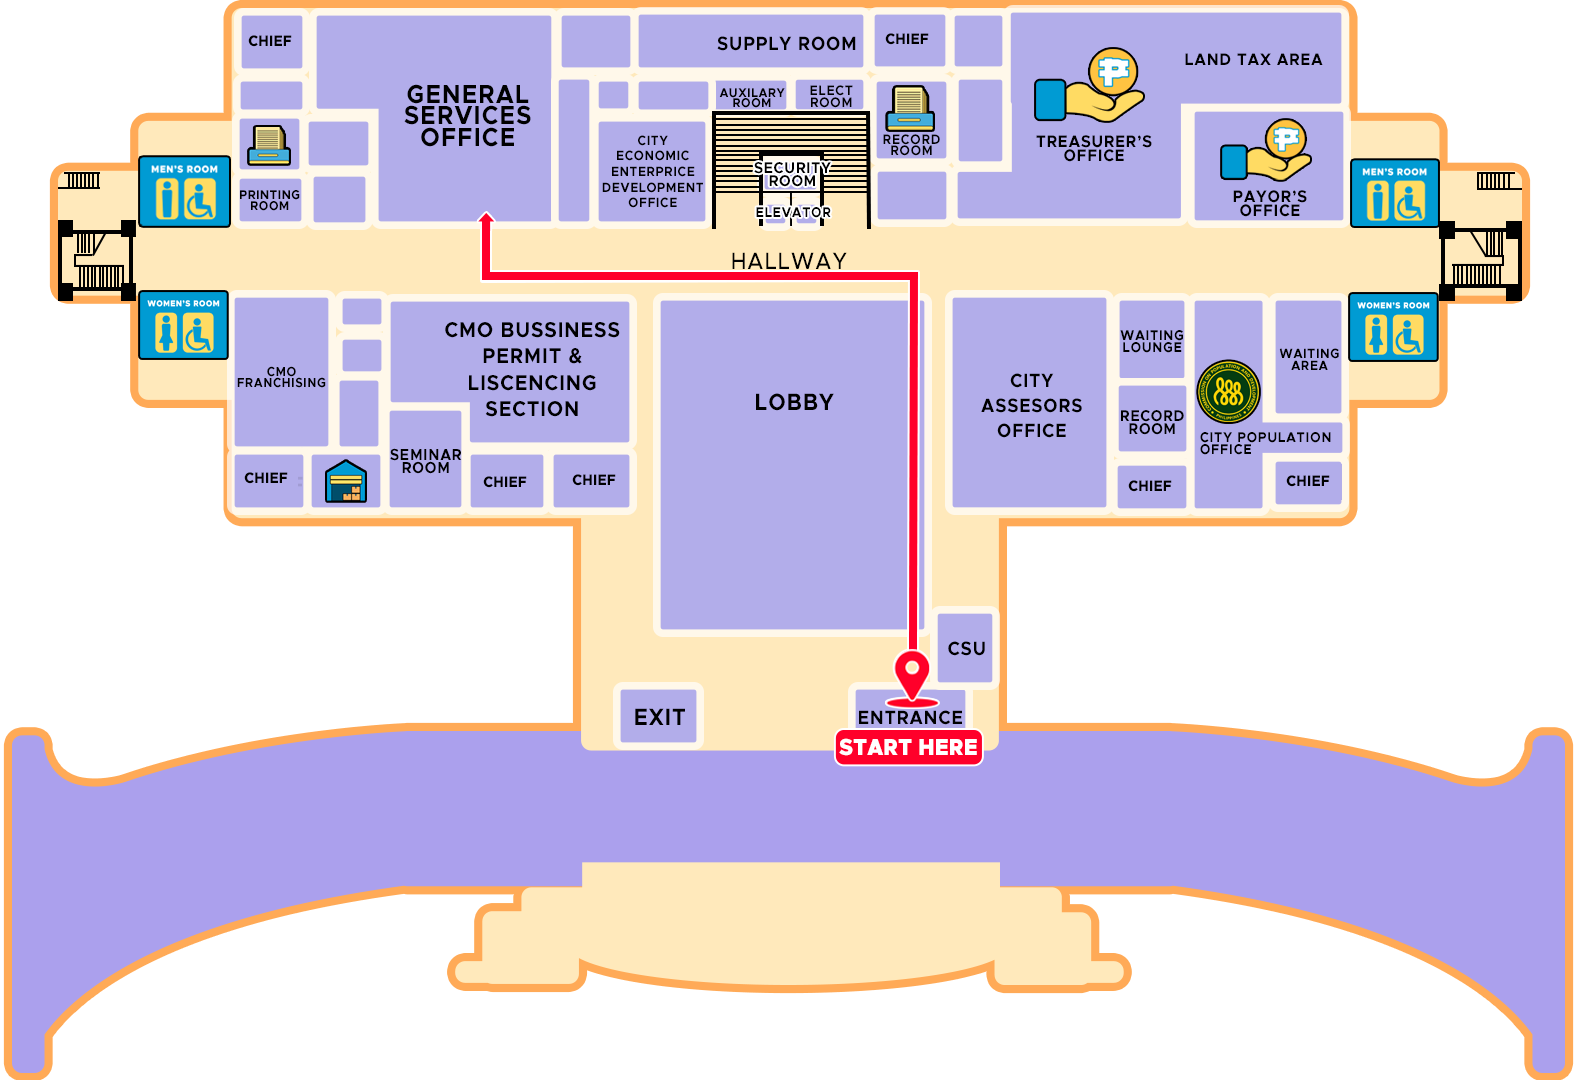 CHIEF
GENERAL
SERVICES
OFFICE
SUPPLY ROOM
CHIEF
LAND TAX AREA
AUXILARY
ROOM
ELECT
ROOM
RECORD
ROOM
TREASURER'S
OFFICE
CITY
ECONOMIC
ENTERPRICE
DEVELOPMENT
OFFICE
SECURITY
ROOM
ELEVATOR
MEN'S ROOM
PRINTING
ROOM
PAYOR'S
OFFICE
MEN'S ROOM
HALLWAY
WOMEN'S ROOM
CMO
FRANCHISING
CMO BUSSINESS
PERMIT &
LISCENCING
SECTION
LOBBY
CITY
ASSESORS
OFFICE
WAITING
LOUNGE
WAITING
AREA
WOMEN'S ROOM
RECORD
ROOM
CITY POPULATION
OFFICE
SEMINAR
ROOM
CHIEF
CHIEF
CHIEF
CHIEF
CHIEF
CSU
EXIT
ENTRANCE
START HERE